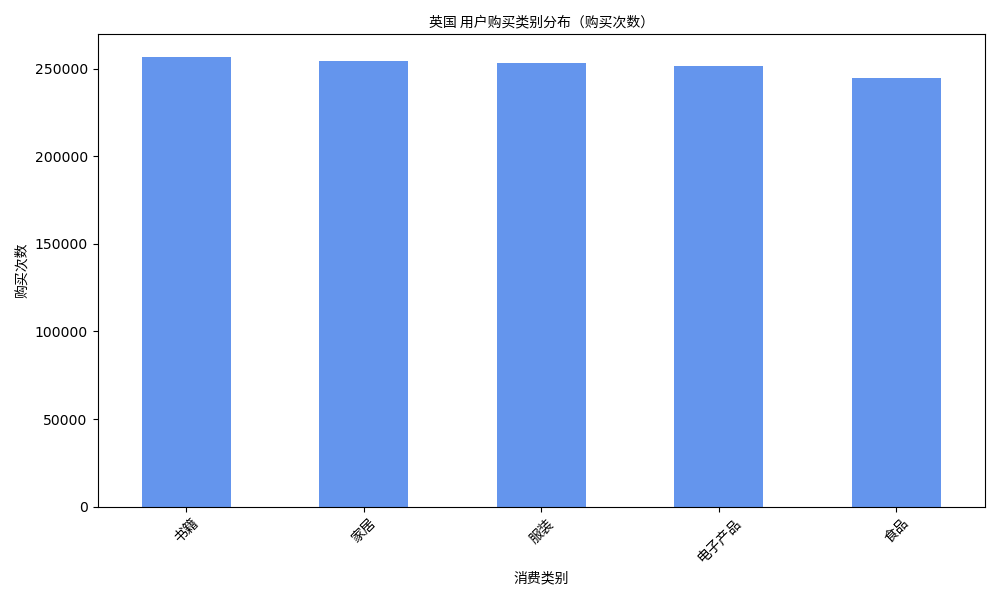 英国 用户购买类别分布（购买次数）
购买次数
250000
200000
150000
100000
50000
0
书籍
家居
服装
电子产品
食品
消费类别